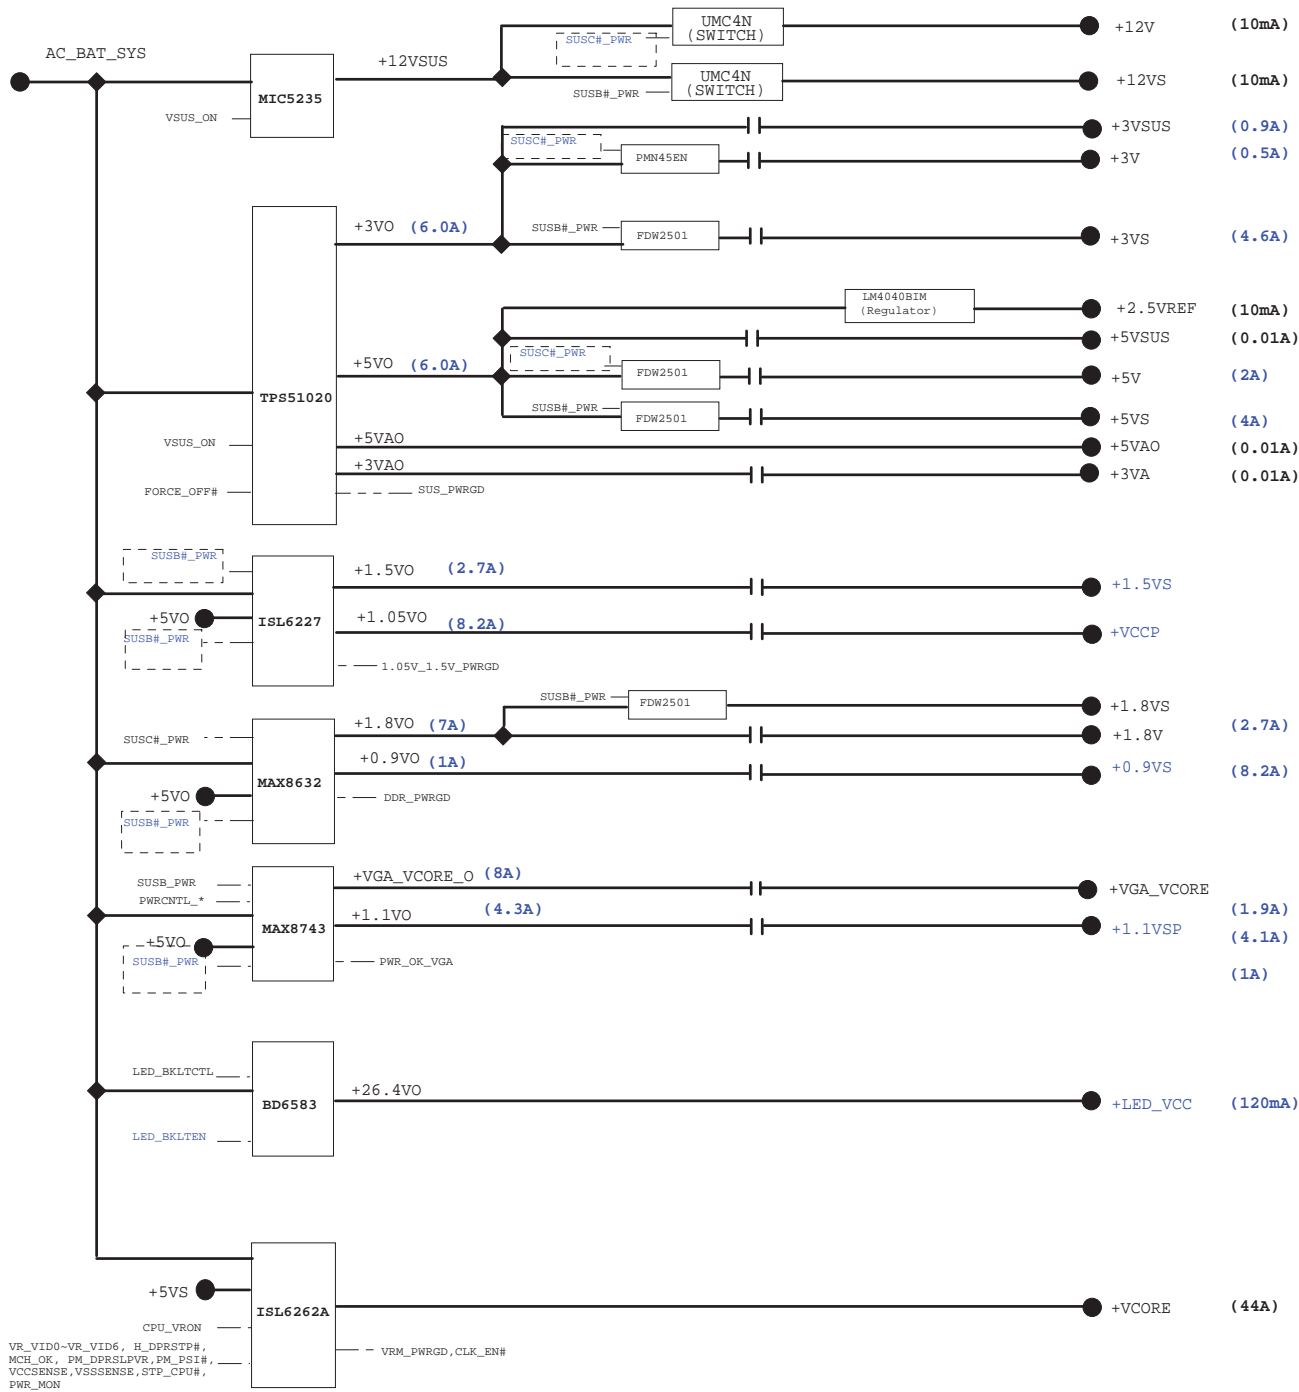 AC_BAT_SYS
MIC5235
VSUS_ON
+12VSUS
SUSC#_PWR
UMC4N
(SWITCH)
+12V
(10mA)
SUSB#_PWR
UMC4N
(SWITCH)
+12VS
(10mA)
+3VSUS
(0.9A)
SUSC#_PWR
PMN45EN
+3V
(0.5A)
+3VO
(6.0A)
SUSB#_PWR
FDW2501
+3VS
(4.6A)
LM4040BIM
(Regulator)
+2.5VREF
(10mA)
+5VSUS
(0.01A)
+5VO
(6.0A)
SUSC#_PWR
FDW2501
+5V
(2A)
TPS51020
SUSB#_PWR
FDW2501
+5VS
(4A)
VSUS_ON
+5VAO
+5VAO
(0.01A)
+3VAO
+3VA
(0.01A)
FORCE_OFF#
SUS_PWRGD
SUSB#_PWR
+1.5VO
(2.7A)
+1.5VS
+5VO
ISL6227
+1.05VO
(8.2A)
+VCCP
SUSB#_PWR
1.05V_1.5V_PWRGD
SUSB#_PWR
FDW2501
+1.8VS
SUSC#_PWR
+1.8VO
(7A)
+1.8V
(2.7A)
MAX8632
+0.9VO
(1A)
+0.9VS
(8.2A)
+5VO
DDR_PWRGD
SUSB#_PWR
SUSB_PWR
PWRCNTL_*
+VGA_VCORE_O
(8A)
+VGA_VCORE
(1.9A)
MAX8743
+1.1VO
(4.3A)
+1.1VSP
(4.1A)
+5VO
SUSB#_PWR
PWR_OK_VGA
(1A)
LED_BKLTCTL
BD6583
+26.4VO
+LED_VCC
(120mA)
LED_BKLTEN
+5VS
ISL6262A
+VCORE
(44A)
CPU_VRON
VR_VID0~VR_VID6, H_DPRSTP#,
MCH_OK, PM_DPRSLPVR,PM_PSI#,
VCCSENSE,VSSSENSE,STP_CPU#,
PWR_MON
VRM_PWRGD,CLK_EN#